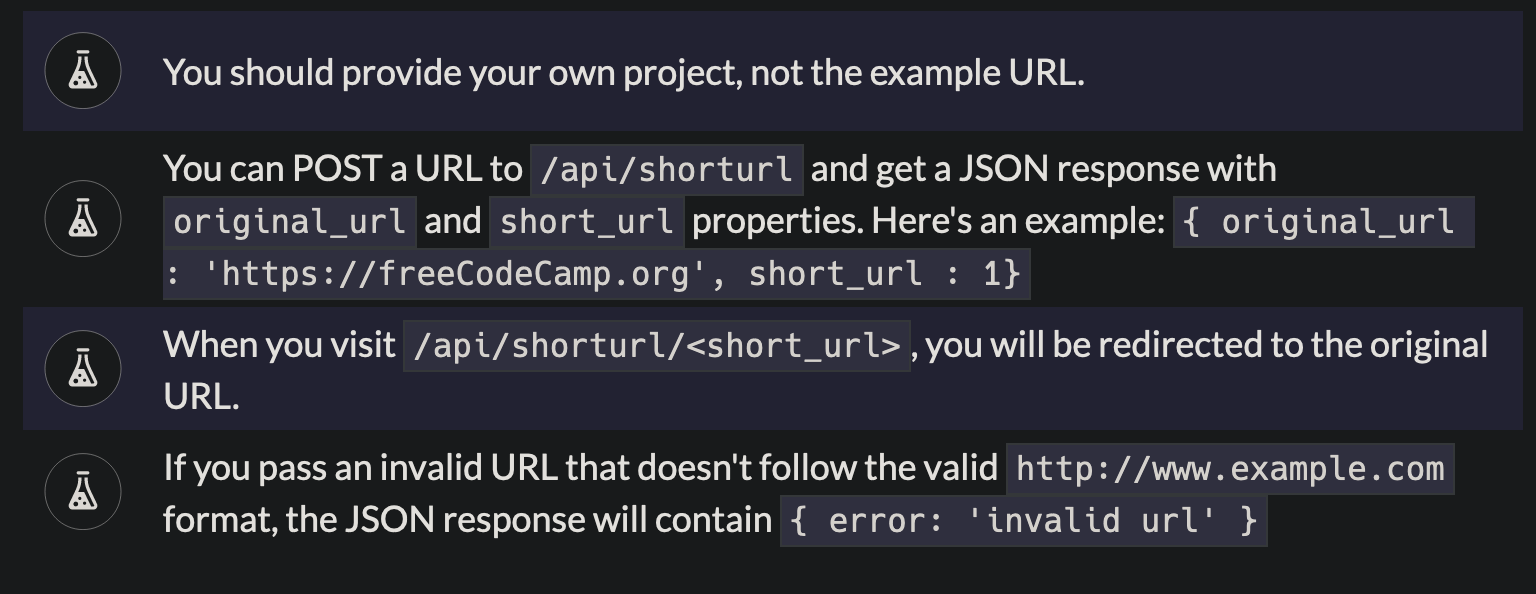 You should provide your own project, not the example URL.
You can POST a URL to /api/shorturl and get a JSON response with
original_url and short_url properties. Here's an example: { original_url
: 'https://freeCodeCamp.org', short_url : 1}
When you visit /api/shorturl/<short_url>, you will be redirected to the original
URL.
If you pass an invalid URL that doesn't follow the valid http://www.example.com
format, the JSON response will contain { error: 'invalid url' }